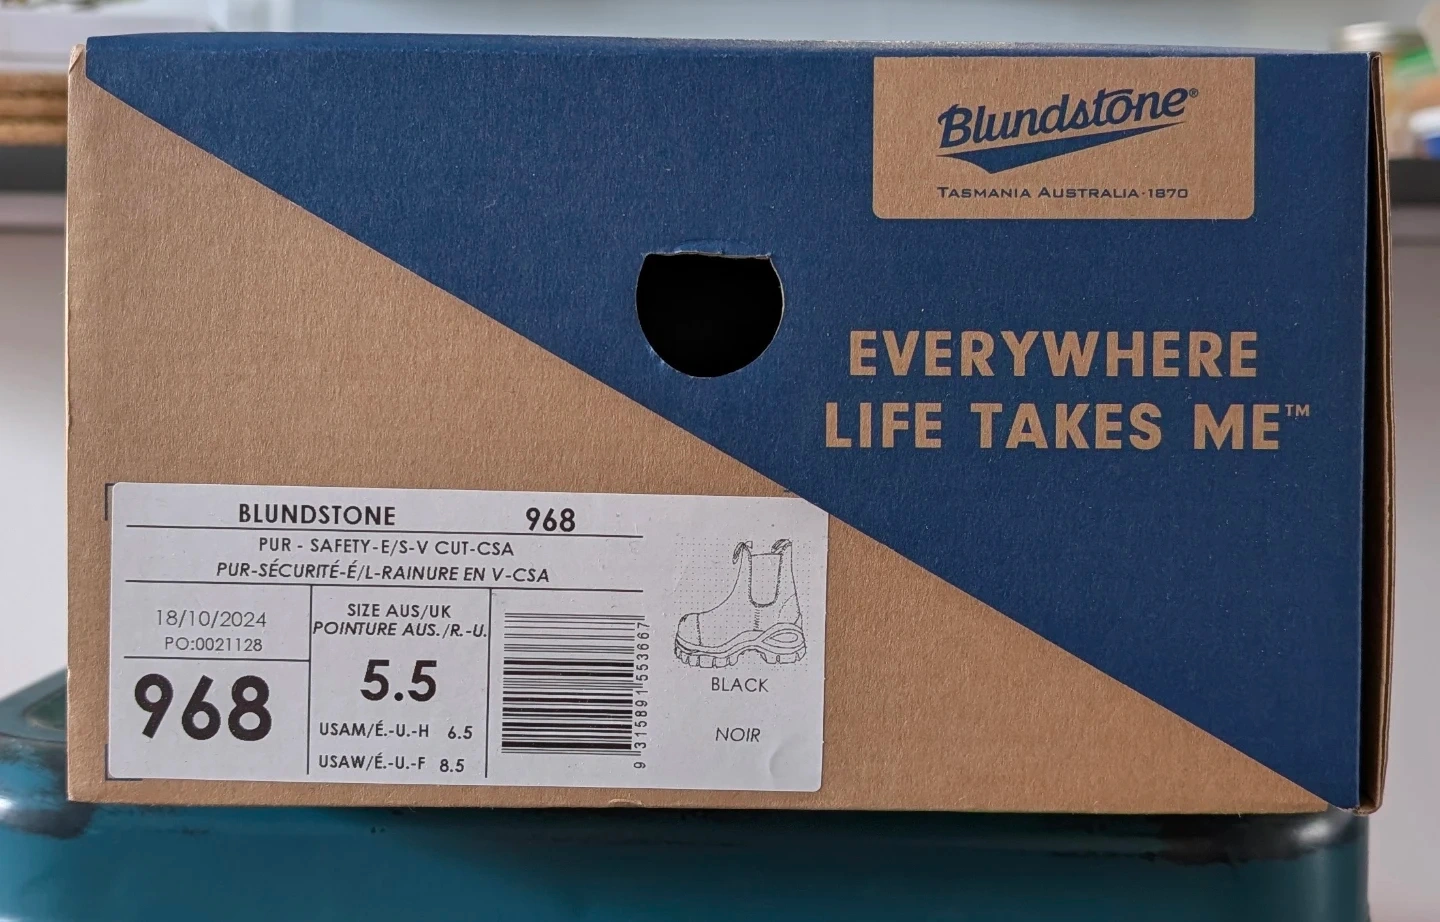 Blundstone®
TASMANIA AUSTRALIA·1870
EVERYWHERE
LIFE TAKES ME™
BLUNDSTONE 968
PUR - SAFETY-E/S-V CUT-CSA
PUR-SÉCURITÉ-É/L-RAINURE EN V-CSA
18/10/2024
PO:0021128
968
SIZE AUS/UK
POINTURE AUS./R.-U.
5.5
USAM/É.-U.-H 6.5
USAW/É.-U.-F 8.5
9 315891 553667
BLACK
NOIR